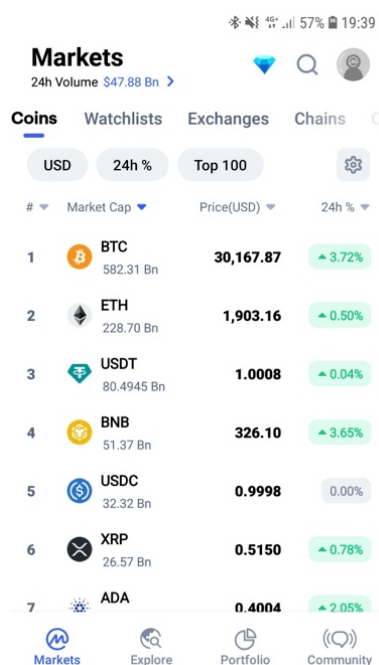 4G+ 57% 19:39
Markets
24h Volume $47.88 Bn >
Coins Watchlists Exchanges Chains
USD 24h % Top 100
# Market Cap Price(USD) 24h %
1 BTC 582.31 Bn 30,167.87 3.72%
2 ETH 228.70 Bn 1,903.16 0.50%
3 USDT 80.4945 Bn 1.0008 0.04%
4 BNB 51.37 Bn 326.10 3.65%
5 USDC 32.32 Bn 0.9998 0.00%
6 XRP 26.57 Bn 0.5150 0.78%
7 ADA 0.4004 2.05%
Markets Explore Portfolio Community